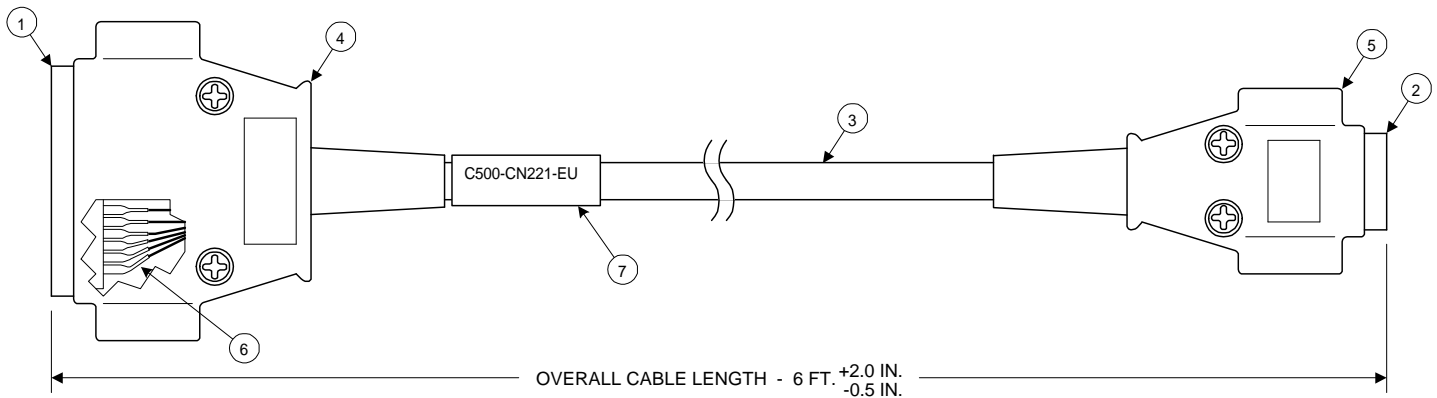 1
4
5
2
3
C500-CN221-EU
7
6
OVERALL CABLE LENGTH - 6 FT. +2.0 IN.
-0.5 IN.